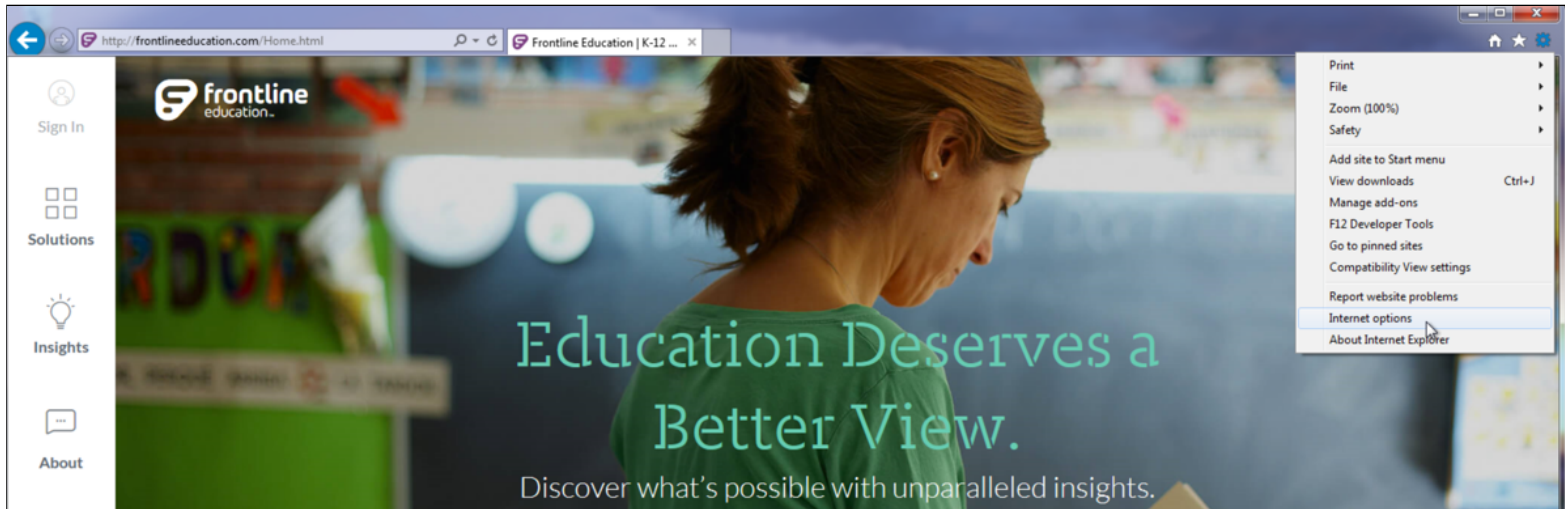 http://frontlineeducation.com/Home.html
Frontline Education | K-12 ...
Sign In
Solutions
Insights
About
frontline
education
Education Deserves a
Better View.
Discover what's possible with unparalleled insights.
Print
File
Zoom (100%)
Safety
Add site to Start menu
View downloads Ctrl+J
Manage add-ons
F12 Developer Tools
Go to pinned sites
Compatibility View settings
Report website problems
Internet options
About Internet Explorer